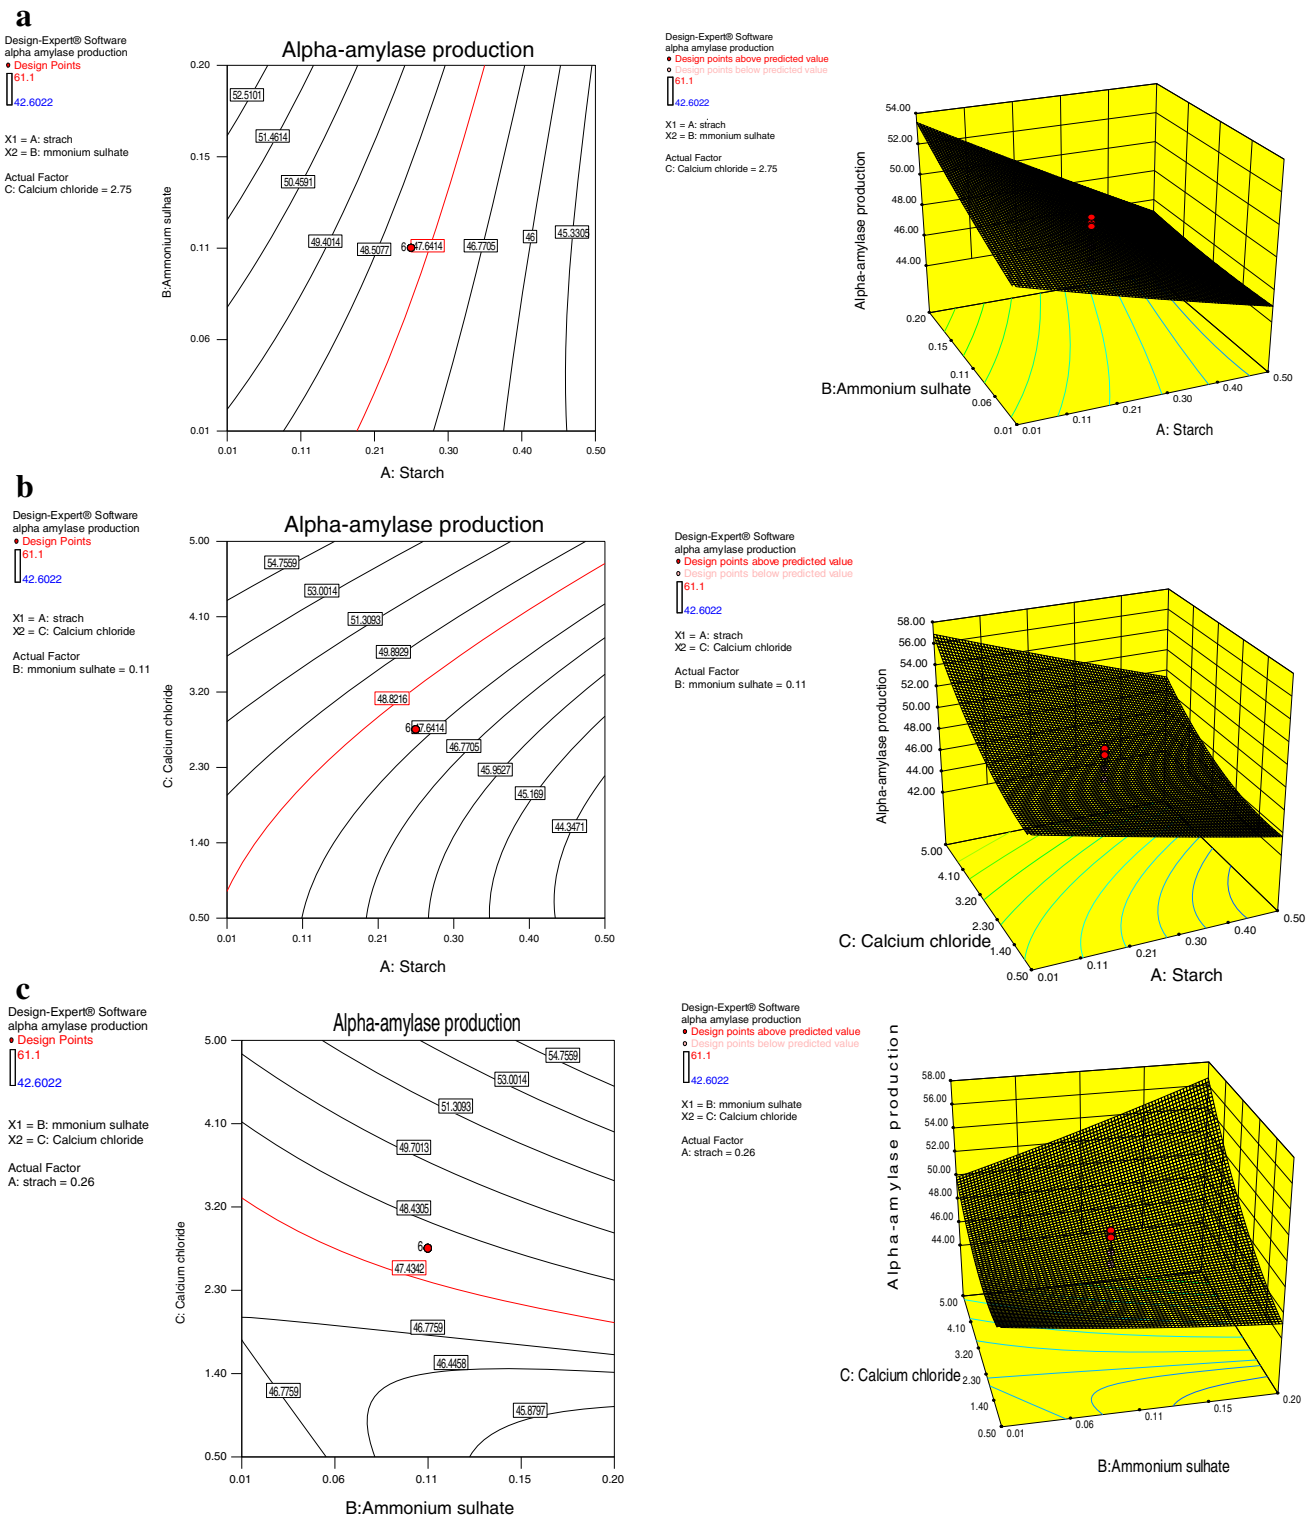 a
Design-Expert® Software
alpha amylase production
Design Points
61.1
42.6022
X1 = A: strach
X2 = B: mmonium sulhate
Actual Factor
C: Calcium chloride = 2.75
Alpha-amylase production
0.20
0.15
0.11
0.06
0.01
B:Ammonium sulhate
52.5101
51.4614
50.4591
49.4014
48.5077
6
47.6414
46.7705
46
45.3305
0.01
0.11
0.21
0.30
0.40
0.50
A: Starch
Design-Expert® Software
alpha amylase production
Design points above predicted value
Design points below predicted value
61.1
42.6022
X1 = A: strach
X2 = B: mmonium sulhate
Actual Factor
C: Calcium chloride = 2.75
Alpha-amylase production
54.00
52.00
50.00
48.00
46.00
44.00
0.20
0.15
0.11
0.06
0.01
B:Ammonium sulhate
0.01
0.11
0.21
0.30
0.40
0.50
A: Starch
b
Design-Expert® Software
alpha amylase production
Design Points
61.1
42.6022
X1 = A: strach
X2 = C: Calcium chloride
Actual Factor
B: mmonium sulhate = 0.11
Alpha-amylase production
5.00
4.10
3.20
2.30
1.40
0.50
C: Calcium chloride
54.7559
53.0014
51.3093
49.8929
48.8216
6
47.6414
46.7705
45.9527
45.169
44.3471
0.01
0.11
0.21
0.30
0.40
0.50
A: Starch
Design-Expert® Software
alpha amylase production
Design points above predicted value
Design points below predicted value
61.1
42.6022
X1 = A: strach
X2 = C: Calcium chloride
Actual Factor
B: mmonium sulhate = 0.11
Alpha-amylase production
58.00
56.00
54.00
52.00
50.00
48.00
46.00
44.00
42.00
5.00
4.10
3.20
2.30
1.40
0.50
C: Calcium chloride
0.01
0.11
0.21
0.30
0.40
0.50
A: Starch
c
Design-Expert® Software
alpha amylase production
Design Points
61.1
42.6022
X1 = B: mmonium sulhate
X2 = C: Calcium chloride
Actual Factor
A: strach = 0.26
Alpha-amylase production
5.00
4.10
3.20
2.30
1.40
0.50
C: Calcium chloride
54.7559
53.0014
51.3093
49.7013
48.4305
6
47.4342
46.7759
46.4458
46.7759
45.8797
0.01
0.06
0.11
0.15
0.20
B:Ammonium sulhate
Design-Expert® Software
alpha amylase production
Design points above predicted value
Design points below predicted value
61.1
42.6022
X1 = B: mmonium sulhate
X2 = C: Calcium chloride
Actual Factor
A: strach = 0.26
Alpha-amylase production
58.00
56.00
54.00
52.00
50.00
48.00
46.00
44.00
5.00
4.10
3.20
2.30
1.40
0.50
C: Calcium chloride
0.01
0.06
0.11
0.15
0.20
B:Ammonium sulhate